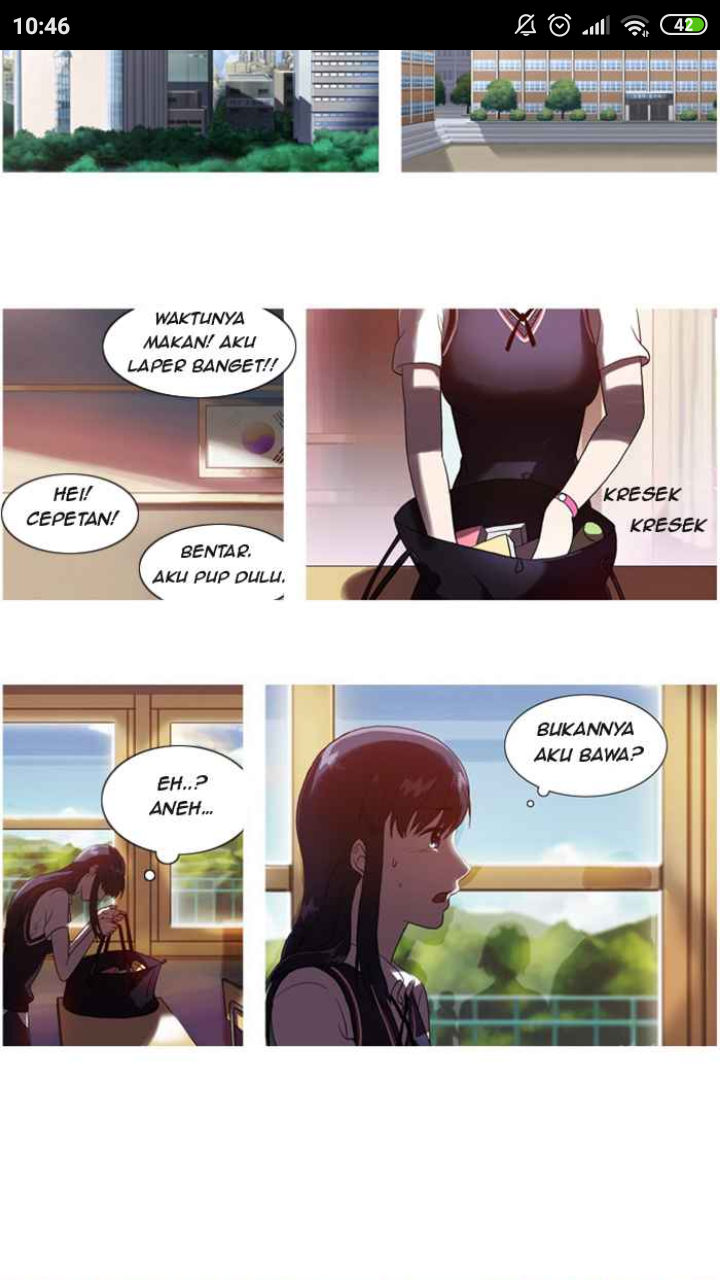 10:46
42
WAKTUNYA
MAKAN! AKU
LAPER BANGET!!
HEI!
CEPETAN!
BENTAR.
AKU PUP DULU.
KRESEK
KRESEK
EH..?
ANEH...
BUKANNYA
AKU BAWA?